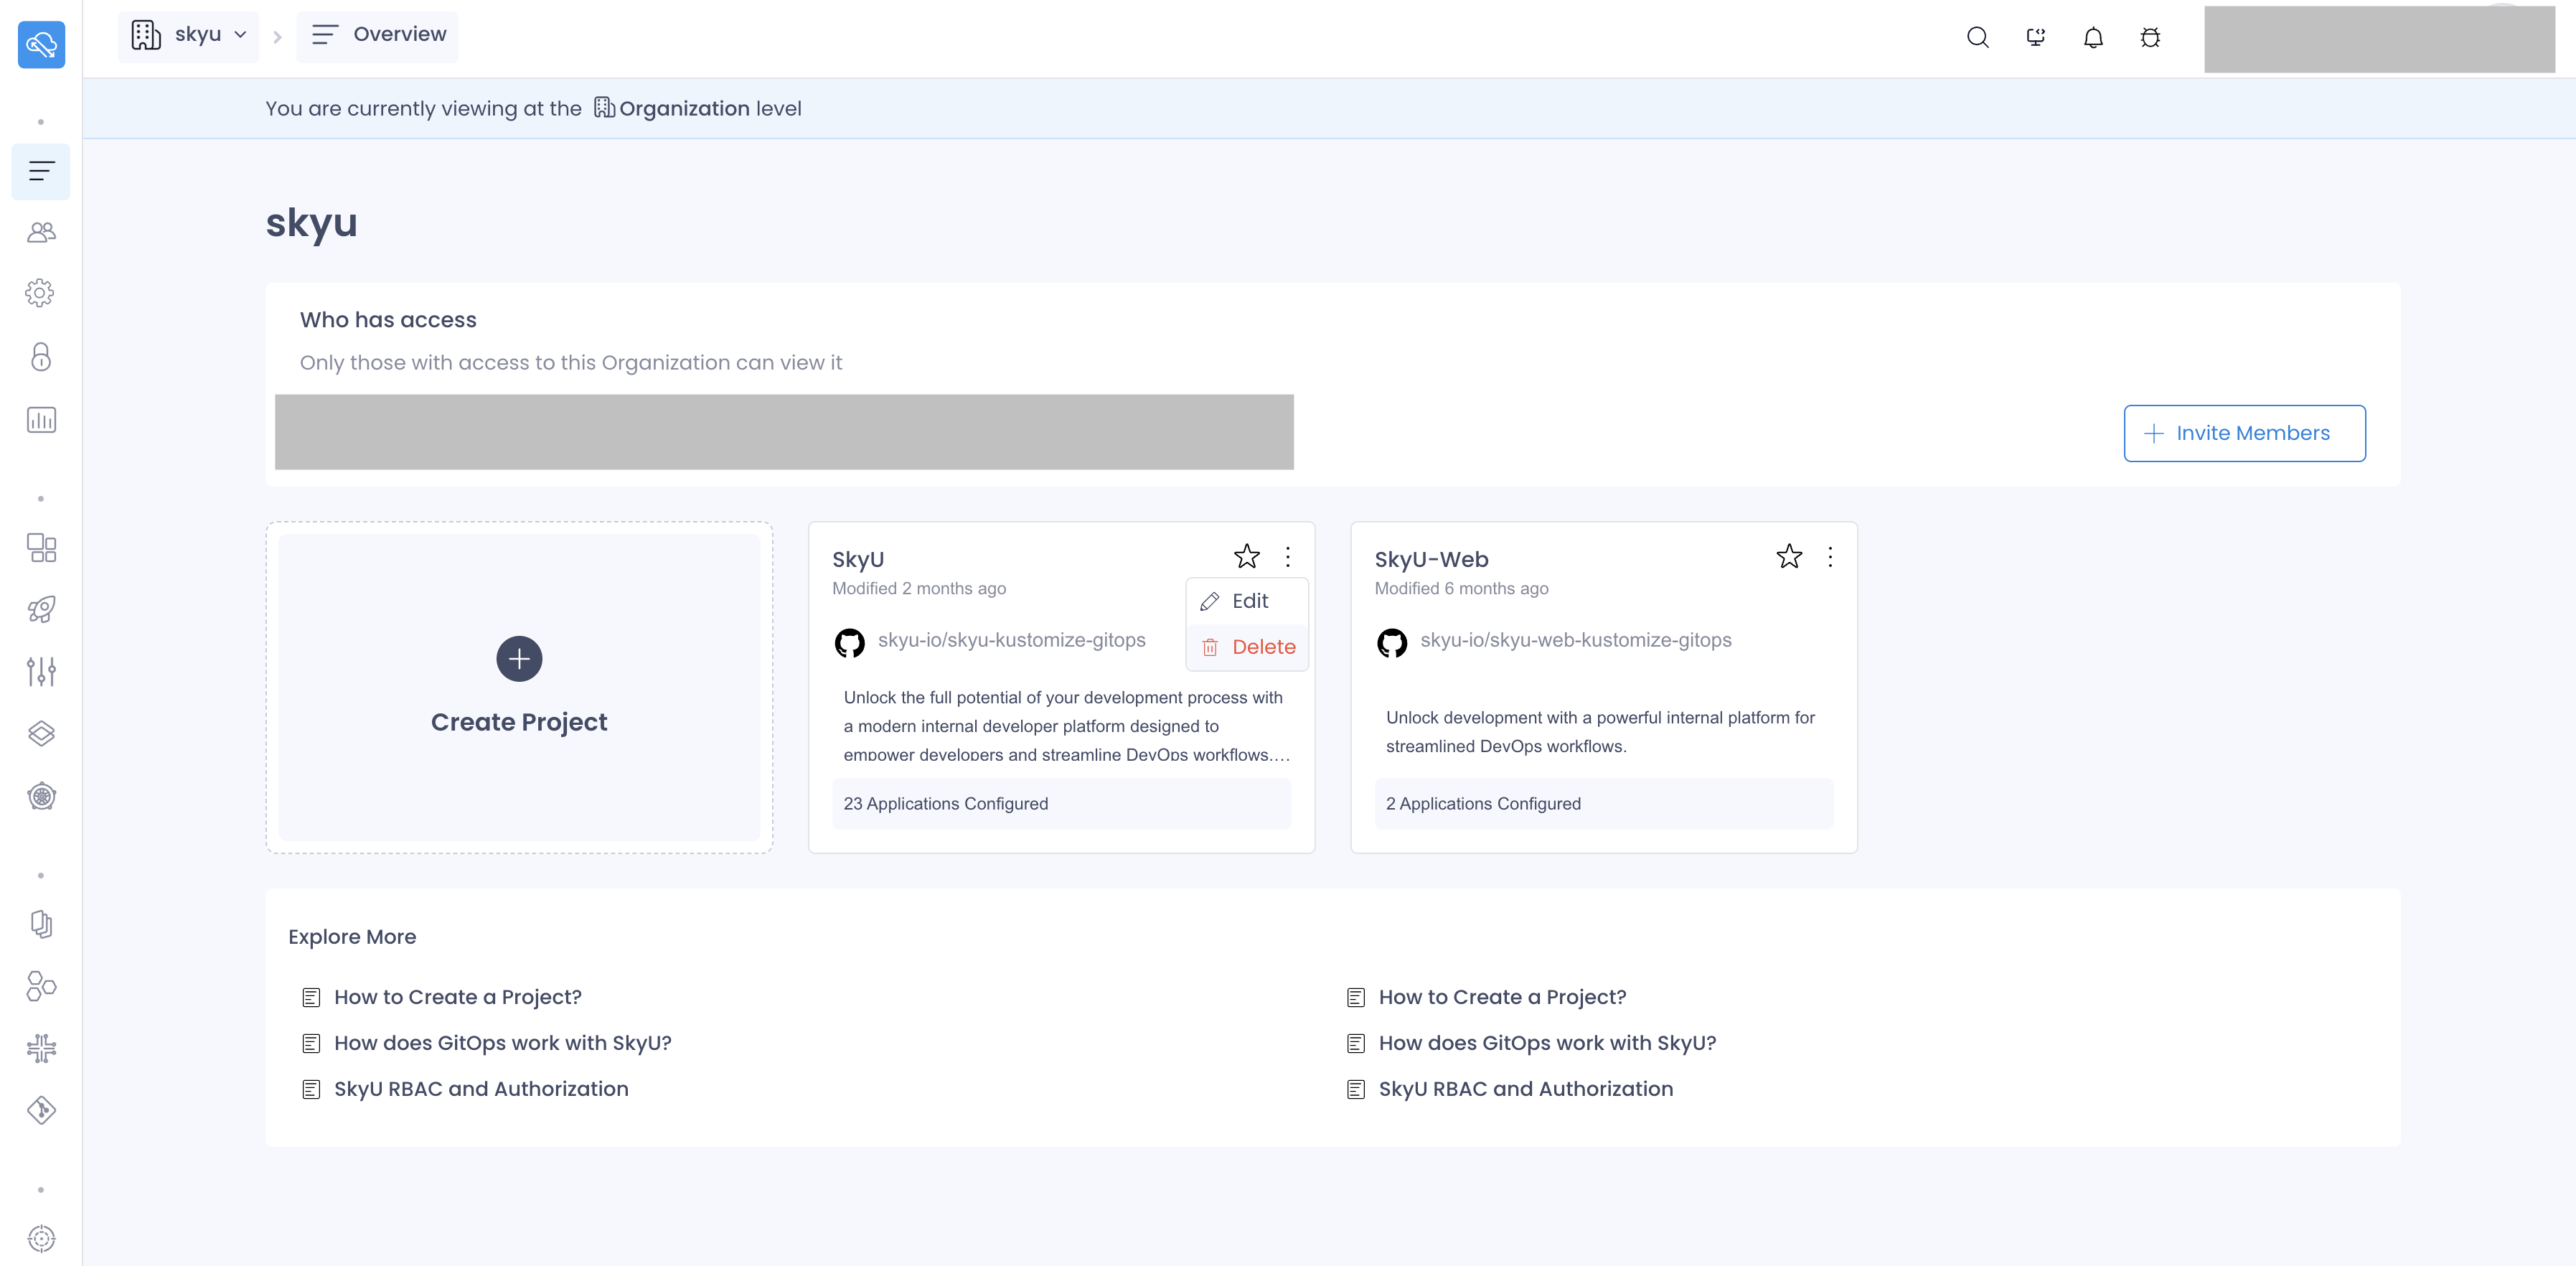 skyu
Overview
You are currently viewing at the Organization level
skyu
Who has access
Only those with access to this Organization can view it
Invite Members
Create Project
SkyU
Modified 2 months ago
Edit
Delete
skyu-io/skyu-kustomize-gitops
Unlock the full potential of your development process with
a modern internal developer platform designed to
empower developers and streamline DevOps workflows....
23 Applications Configured
SkyU-Web
Modified 6 months ago
skyu-io/skyu-web-kustomize-gitops
Unlock development with a powerful internal platform for
streamlined DevOps workflows.
2 Applications Configured
Explore More
How to Create a Project?
How does GitOps work with SkyU?
SkyU RBAC and Authorization
How to Create a Project?
How does GitOps work with SkyU?
SkyU RBAC and Authorization